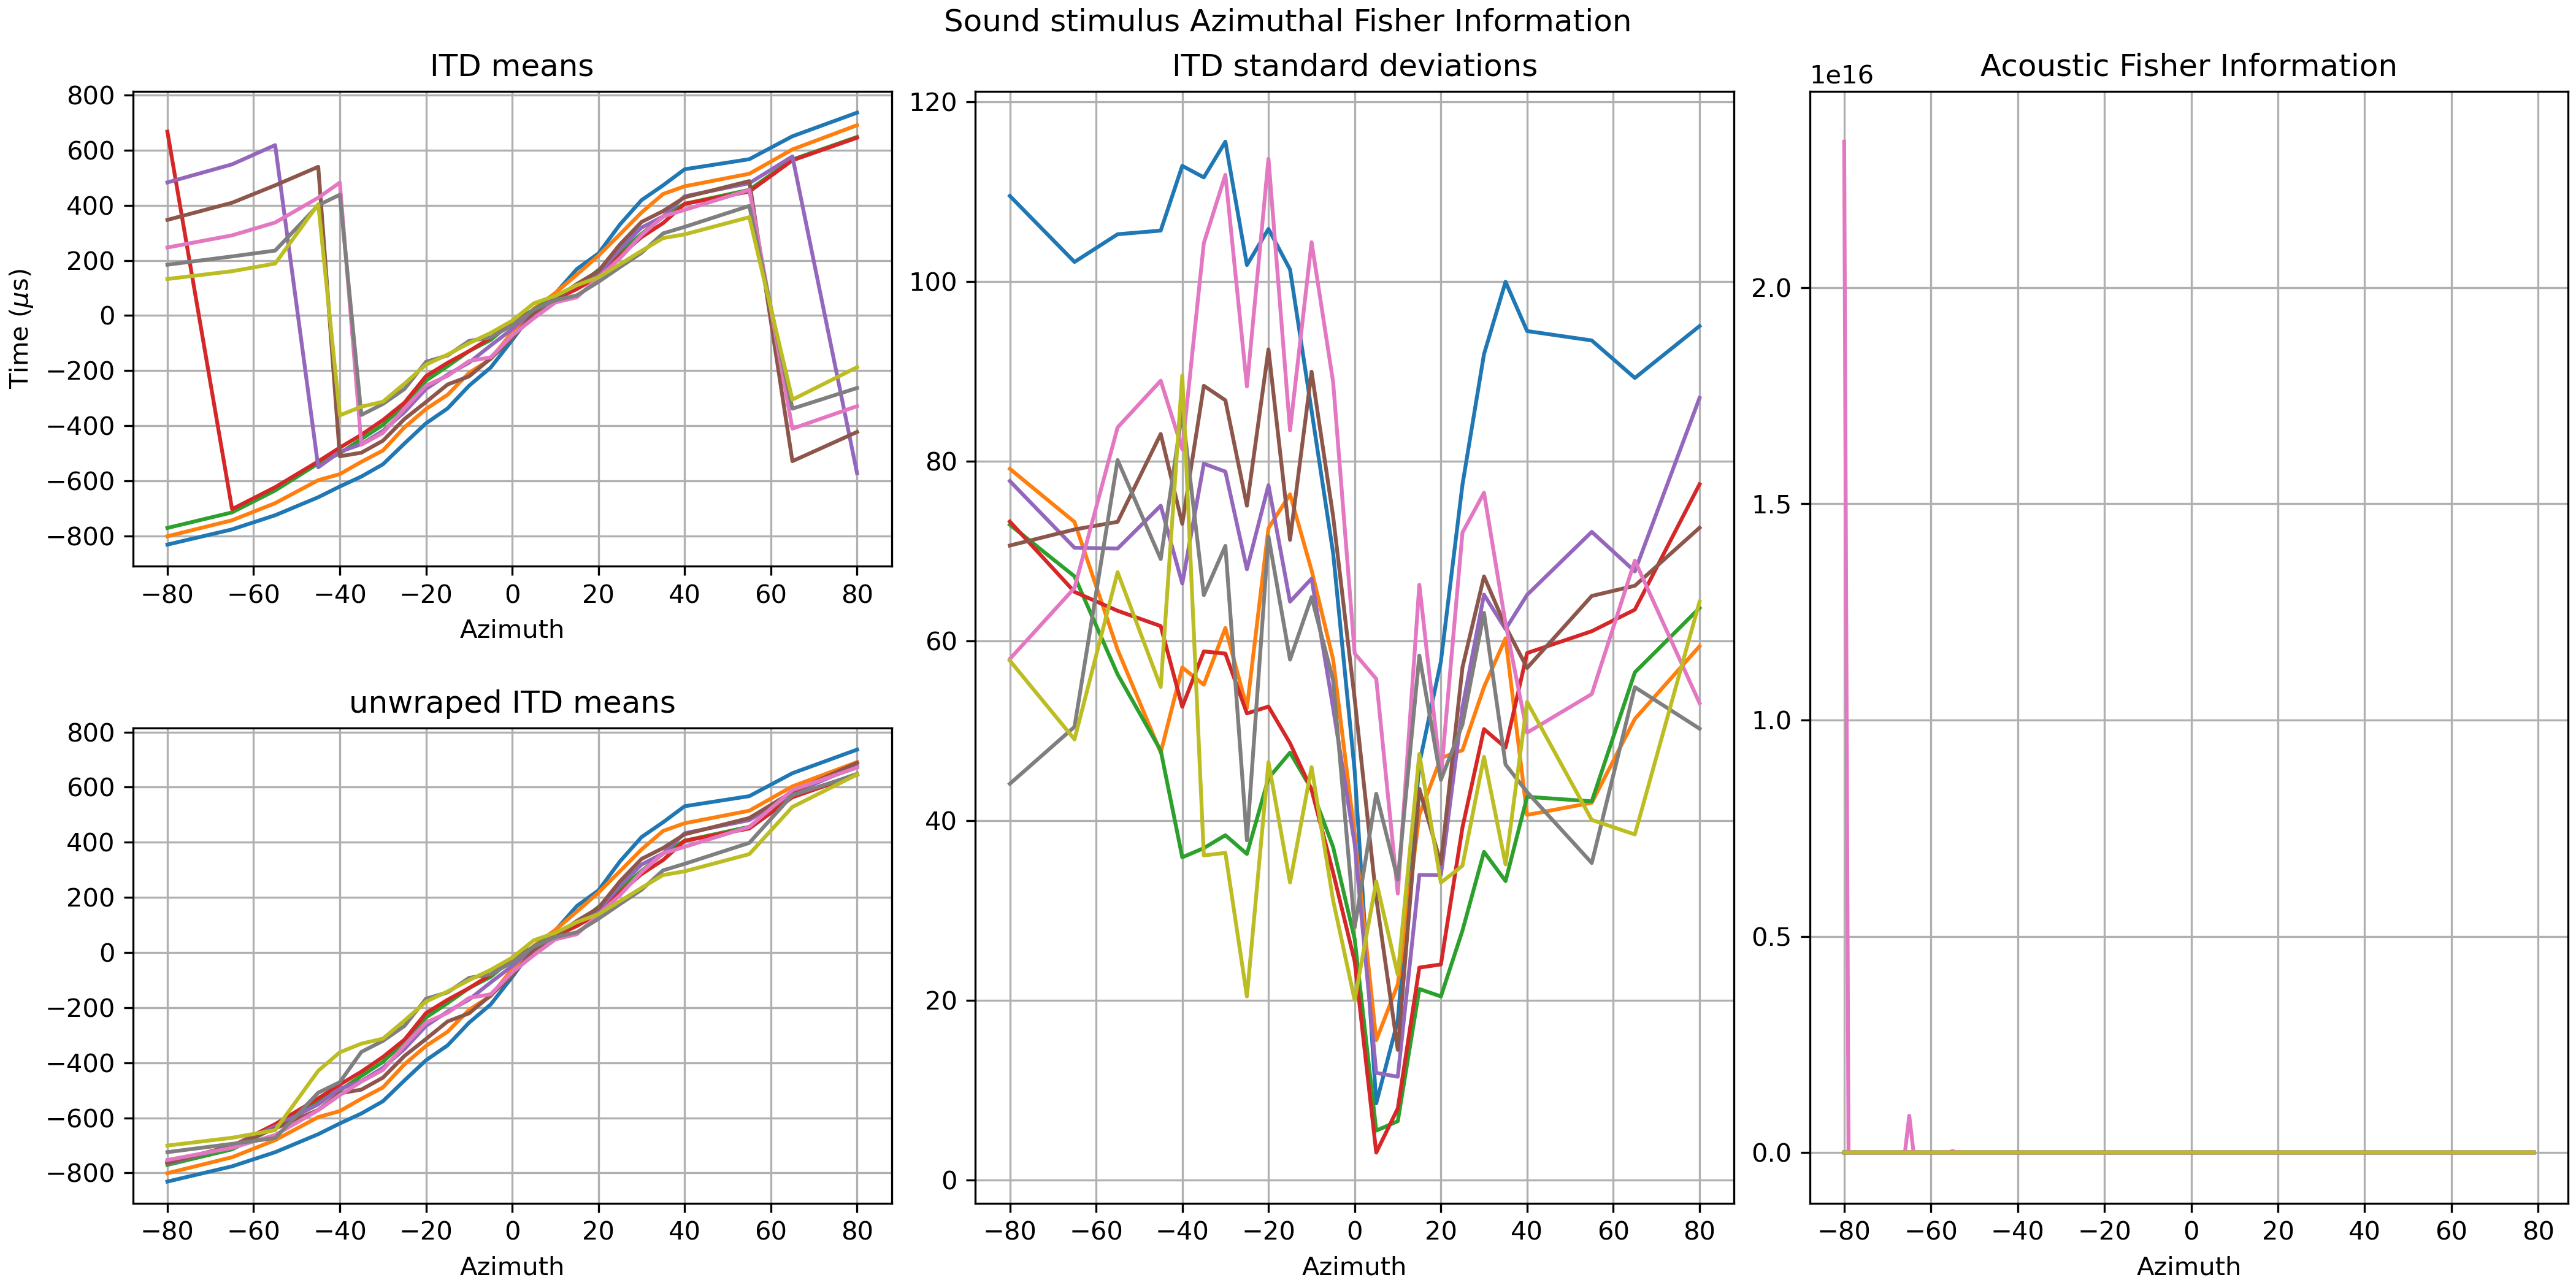 Sound stimulus Azimuthal Fisher Information
ITD means
800
600
400
200
0
−200
−400
−600
−800
Time (μs)
−80 −60 −40 −20 0 20 40 60 80
Azimuth
unwraped ITD means
800
600
400
200
0
−200
−400
−600
−800
−80 −60 −40 −20 0 20 40 60 80
Azimuth
ITD standard deviations
120
100
80
60
40
20
0
−80 −60 −40 −20 0 20 40 60 80
Azimuth
1e16
Acoustic Fisher Information
2.0
1.5
1.0
0.5
0.0
−80 −60 −40 −20 0 20 40 60 80
Azimuth